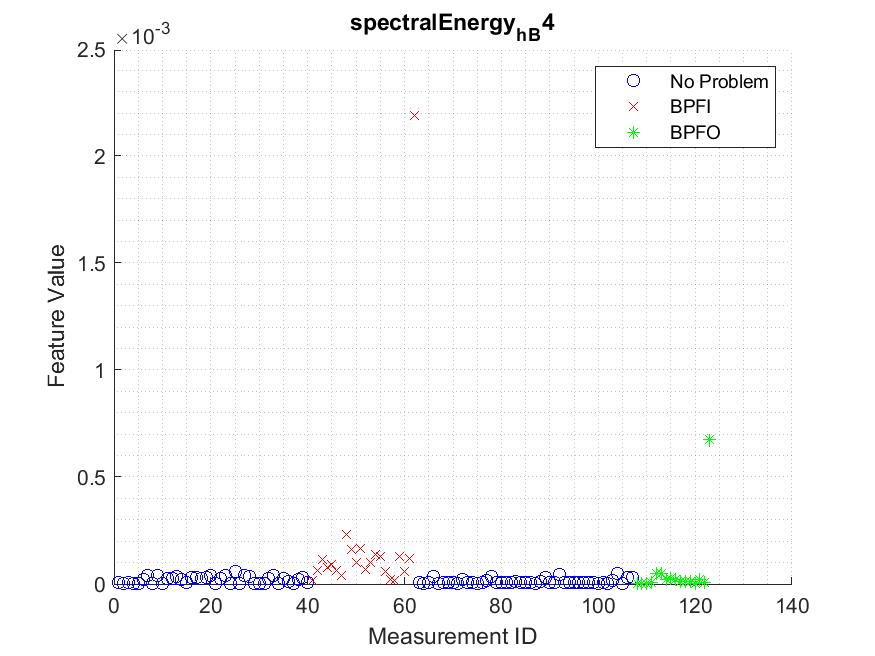 spectralEnergy_hB4
×10^-3
2.5
2
1.5
1
0.5
0
Feature Value
No Problem
BPFI
BPFO
0 20 40 60 80 100 120 140
Measurement ID